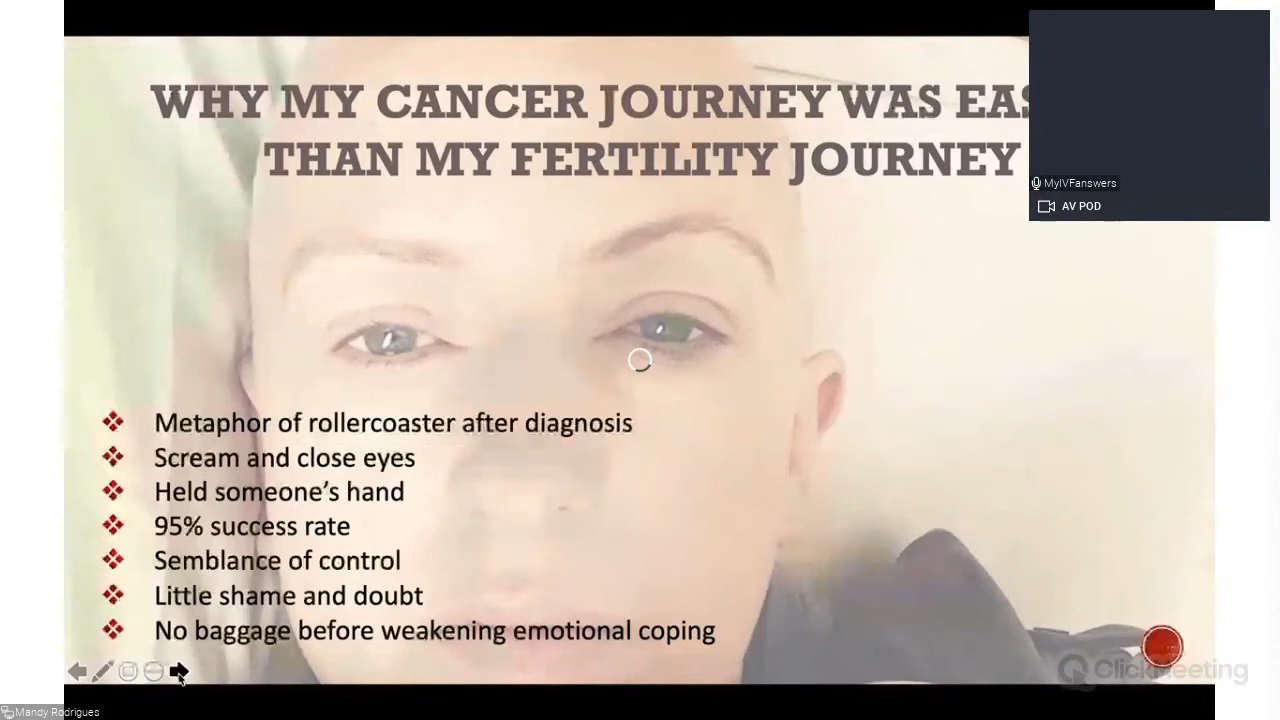 WHY MY CANCER JOURNEY WAS EAS
THAN MY FERTILITY JOURNEY
MyIVFanswers
AV POD
Metaphor of rollercoaster after diagnosis
Scream and close eyes
Held someone's hand
95% success rate
Semblance of control
Little shame and doubt
No baggage before weakening emotional coping
ClickMeeting
Mandy Rodrigues